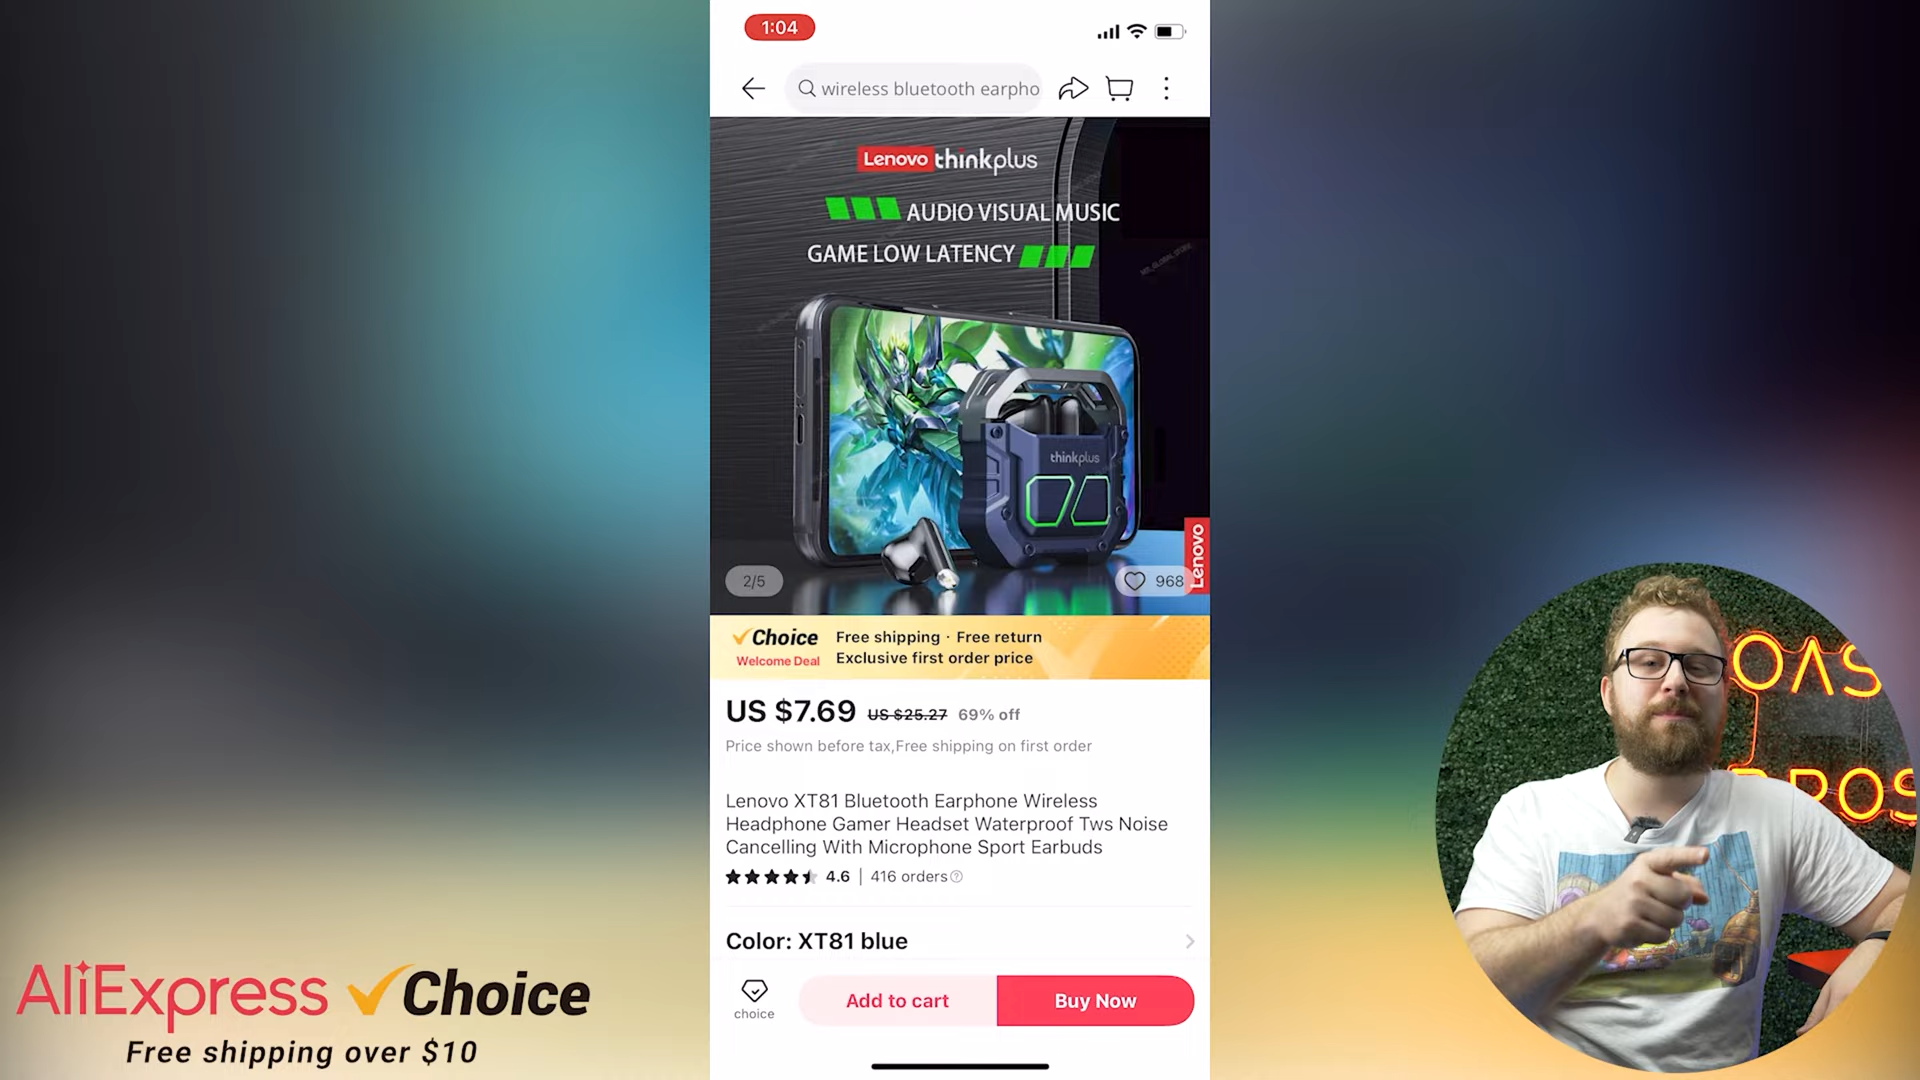 1:04
wireless bluetooth earpho
Lenovo thinkplus
AUDIO VISUAL MUSIC
GAME LOW LATENCY
thinkplus
Lenovo
2/5
968
Choice
Welcome Deal
Free shipping · Free return
Exclusive first order price
US $7.69 US $25.27 69% off
Price shown before tax,Free shipping on first order
Lenovo XT81 Bluetooth Earphone Wireless
Headphone Gamer Headset Waterproof Tws Noise
Cancelling With Microphone Sport Earbuds
4.6 | 416 orders
Color: XT81 blue
choice
Add to cart
Buy Now
AliExpress Choice
Free shipping over $10
OAS
ROS